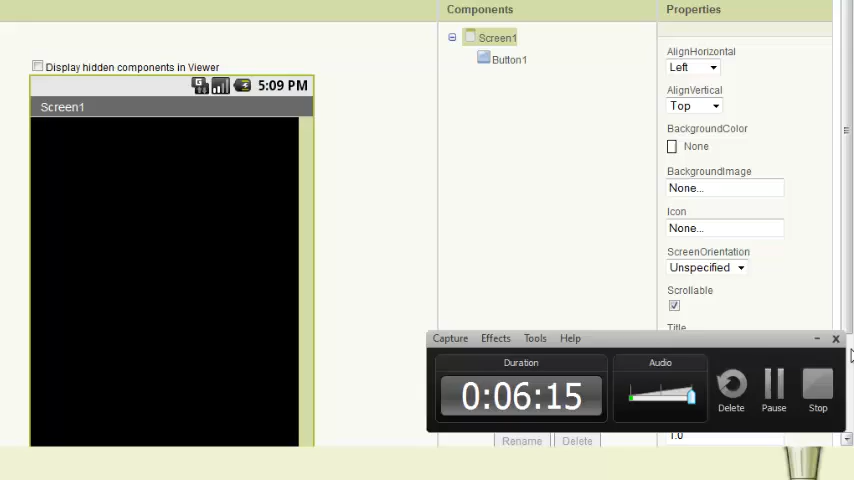 Components
Properties
Screen1
Button1
Display hidden components in Viewer
5:09 PM
Screen1
AlignHorizontal
Left
AlignVertical
Top
BackgroundColor
None
BackgroundImage
None...
Icon
None...
ScreenOrientation
Unspecified
Scrollable
Title
Capture Effects Tools Help
Duration
0:06:15
Audio
Delete
Pause
Stop
Rename
Delete
1.0